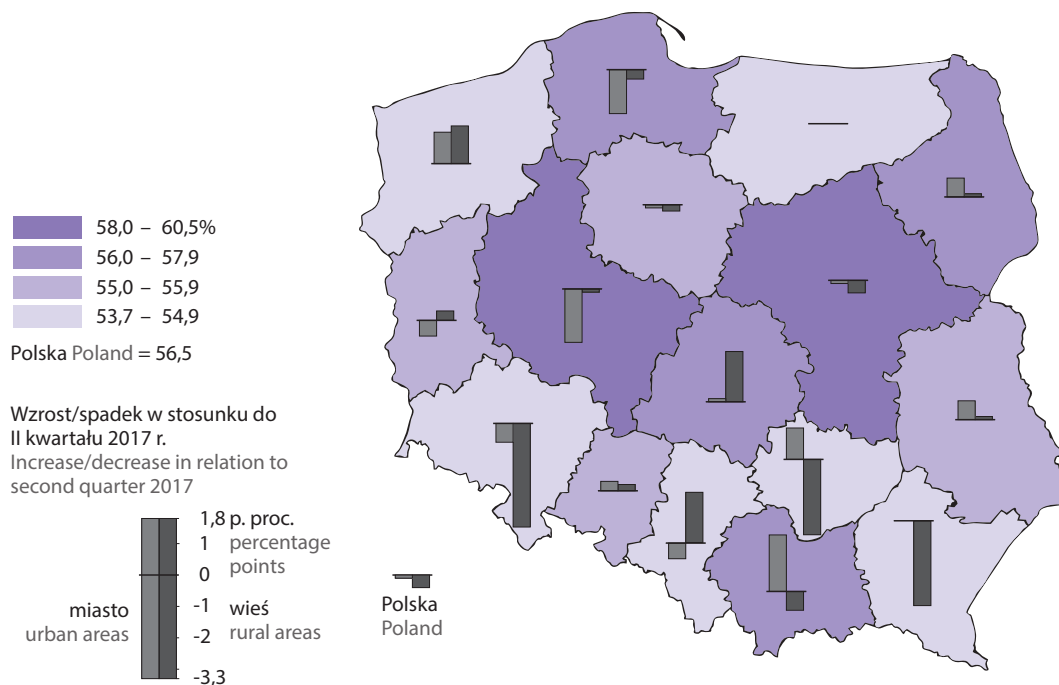 58,0 – 60,5%
56,0 – 57,9
55,0 – 55,9
53,7 – 54,9
Polska Poland = 56,5
Wzrost/spadek w stosunku do
II kwartału 2017 r.
Increase/decrease in relation to
second quarter 2017
1,8 p. proc.
1 percentage
points
0
-1
-2
-3,3
miasto
urban areas
wieś
rural areas
Polska
Poland